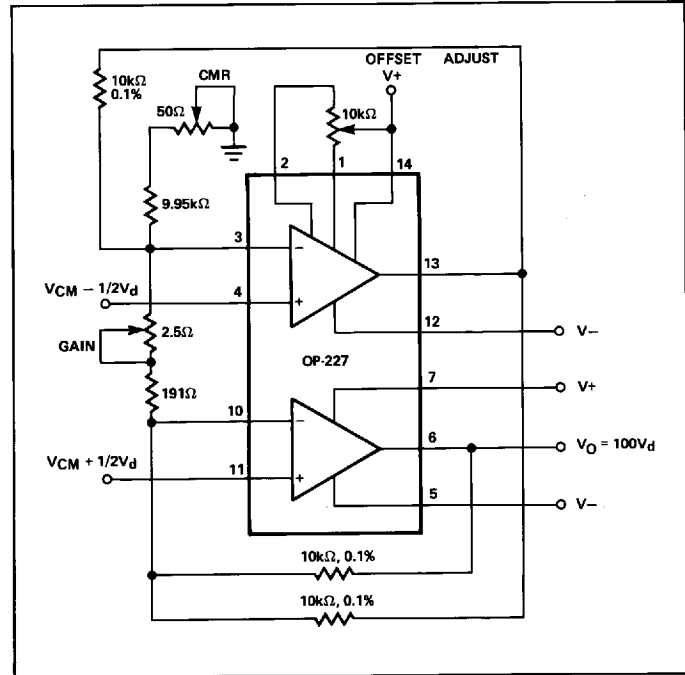 OFFSET ADJUST
V+
10kΩ
0.1%
CMR
50Ω
10kΩ
2 1 14
9.95kΩ
3
−
13
VCM − 1/2Vd
4
+
12
V−
GAIN
2.5Ω
OP-227
7
V+
191Ω
10
−
6
VO = 100Vd
VCM + 1/2Vd
11
+
5
V−
10kΩ, 0.1%
10kΩ, 0.1%